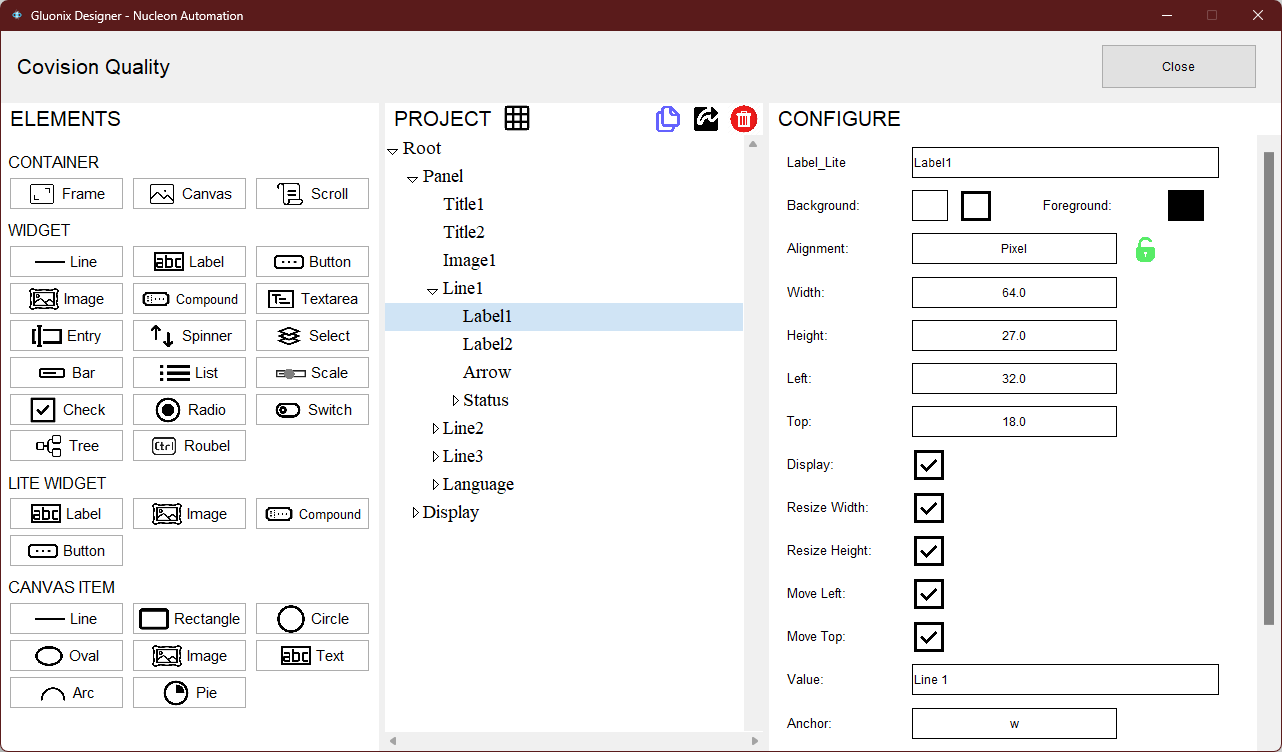 Gluonix Designer - Nucleon Automation
Covision Quality
Close
ELEMENTS
CONTAINER
Frame Canvas Scroll
WIDGET
Line abc Label Button
Image Compound Textarea
Entry Spinner Select
Bar List Scale
Check Radio Switch
Tree Ctrl Roubel
LITE WIDGET
abc Label Image Compound
Button
CANVAS ITEM
Line Rectangle Circle
Oval Image abc Text
Arc Pie
PROJECT
Root
Panel
Title1
Title2
Image1
Line1
Label1
Label2
Arrow
Status
Line2
Line3
Language
Display
CONFIGURE
Label_Lite Label1
Background: Foreground:
Alignment: Pixel
Width: 64.0
Height: 27.0
Left: 32.0
Top: 18.0
Display:
Resize Width:
Resize Height:
Move Left:
Move Top:
Value: Line 1
Anchor: w